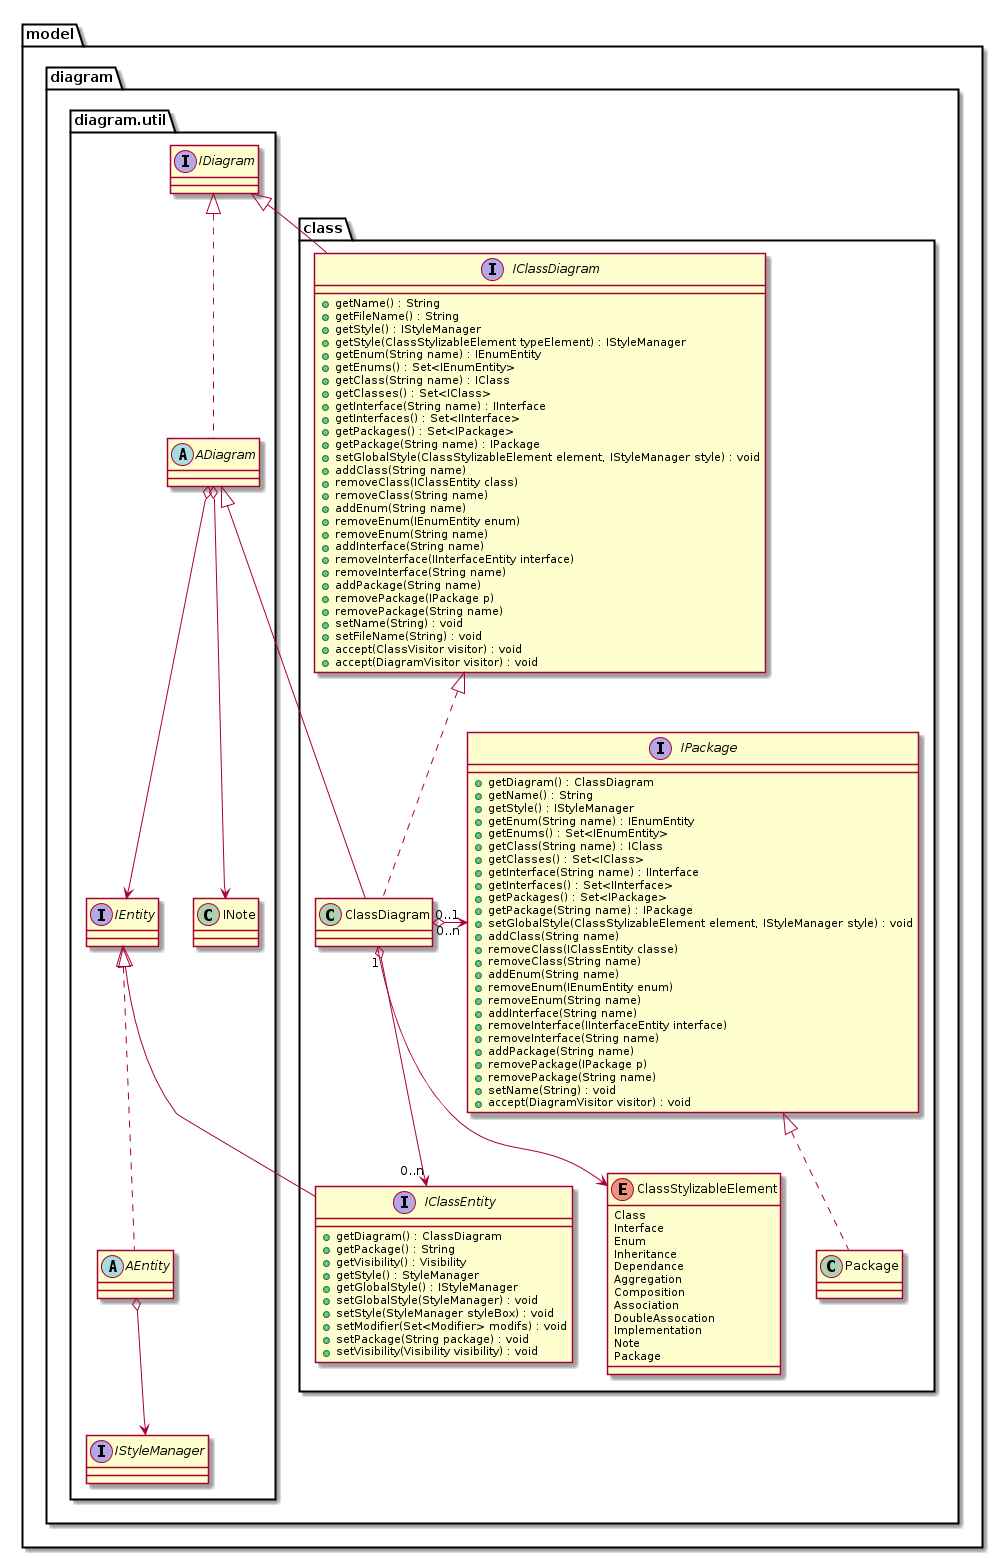 model
diagram
diagram.util
I IDiagram
class
I IClassDiagram
getName() : String
getFileName() : String
getStyle() : IStyleManager
getStyle(ClassStylizableElement typeElement) : IStyleManager
getEnum(String name) : IEnumEntity
getEnums() : Set<IEnumEntity>
getClass(String name) : IClass
getClasses() : Set<IClass>
getInterface(String name) : IInterface
getInterfaces() : Set<IInterface>
getPackages() : Set<IPackage>
getPackage(String name) : IPackage
setGlobalStyle(ClassStylizableElement element, IStyleManager style) : void
addClass(String name)
removeClass(IClassEntity class)
removeClass(String name)
addEnum(String name)
removeEnum(IEnumEntity enum)
removeEnum(String name)
addInterface(String name)
removeInterface(IInterfaceEntity interface)
removeInterface(String name)
addPackage(String name)
removePackage(IPackage p)
removePackage(String name)
setName(String) : void
setFileName(String) : void
accept(ClassVisitor visitor) : void
accept(DiagramVisitor visitor) : void
A ADiagram
I IPackage
getDiagram() : ClassDiagram
getName() : String
getStyle() : IStyleManager
getEnum(String name) : IEnumEntity
getEnums() : Set<IEnumEntity>
getClass(String name) : IClass
getClasses() : Set<IClass>
getInterface(String name) : IInterface
getInterfaces() : Set<IInterface>
getPackages() : Set<IPackage>
getPackage(String name) : IPackage
setGlobalStyle(ClassStylizableElement element, IStyleManager style) : void
addClass(String name)
removeClass(IClassEntity classe)
removeClass(String name)
addEnum(String name)
removeEnum(IEnumEntity enum)
removeEnum(String name)
addInterface(String name)
removeInterface(IInterfaceEntity interface)
removeInterface(String name)
addPackage(String name)
removePackage(IPackage p)
removePackage(String name)
setName(String) : void
accept(DiagramVisitor visitor) : void
I IEntity
C INote
C ClassDiagram
0..1
0..n
1
0..n
I IClassEntity
getDiagram() : ClassDiagram
getPackage() : String
getVisibility() : Visibility
getStyle() : StyleManager
getGlobalStyle() : IStyleManager
setGlobalStyle(StyleManager) : void
setStyle(StyleManager styleBox) : void
setModifier(Set<Modifier> modifs) : void
setPackage(String package) : void
setVisibility(Visibility visibility) : void
E ClassStylizableElement
Class
Interface
Enum
Inheritance
Dependance
Aggregation
Composition
Association
DoubleAssocation
Implementation
Note
Package
C Package
A AEntity
I IStyleManager